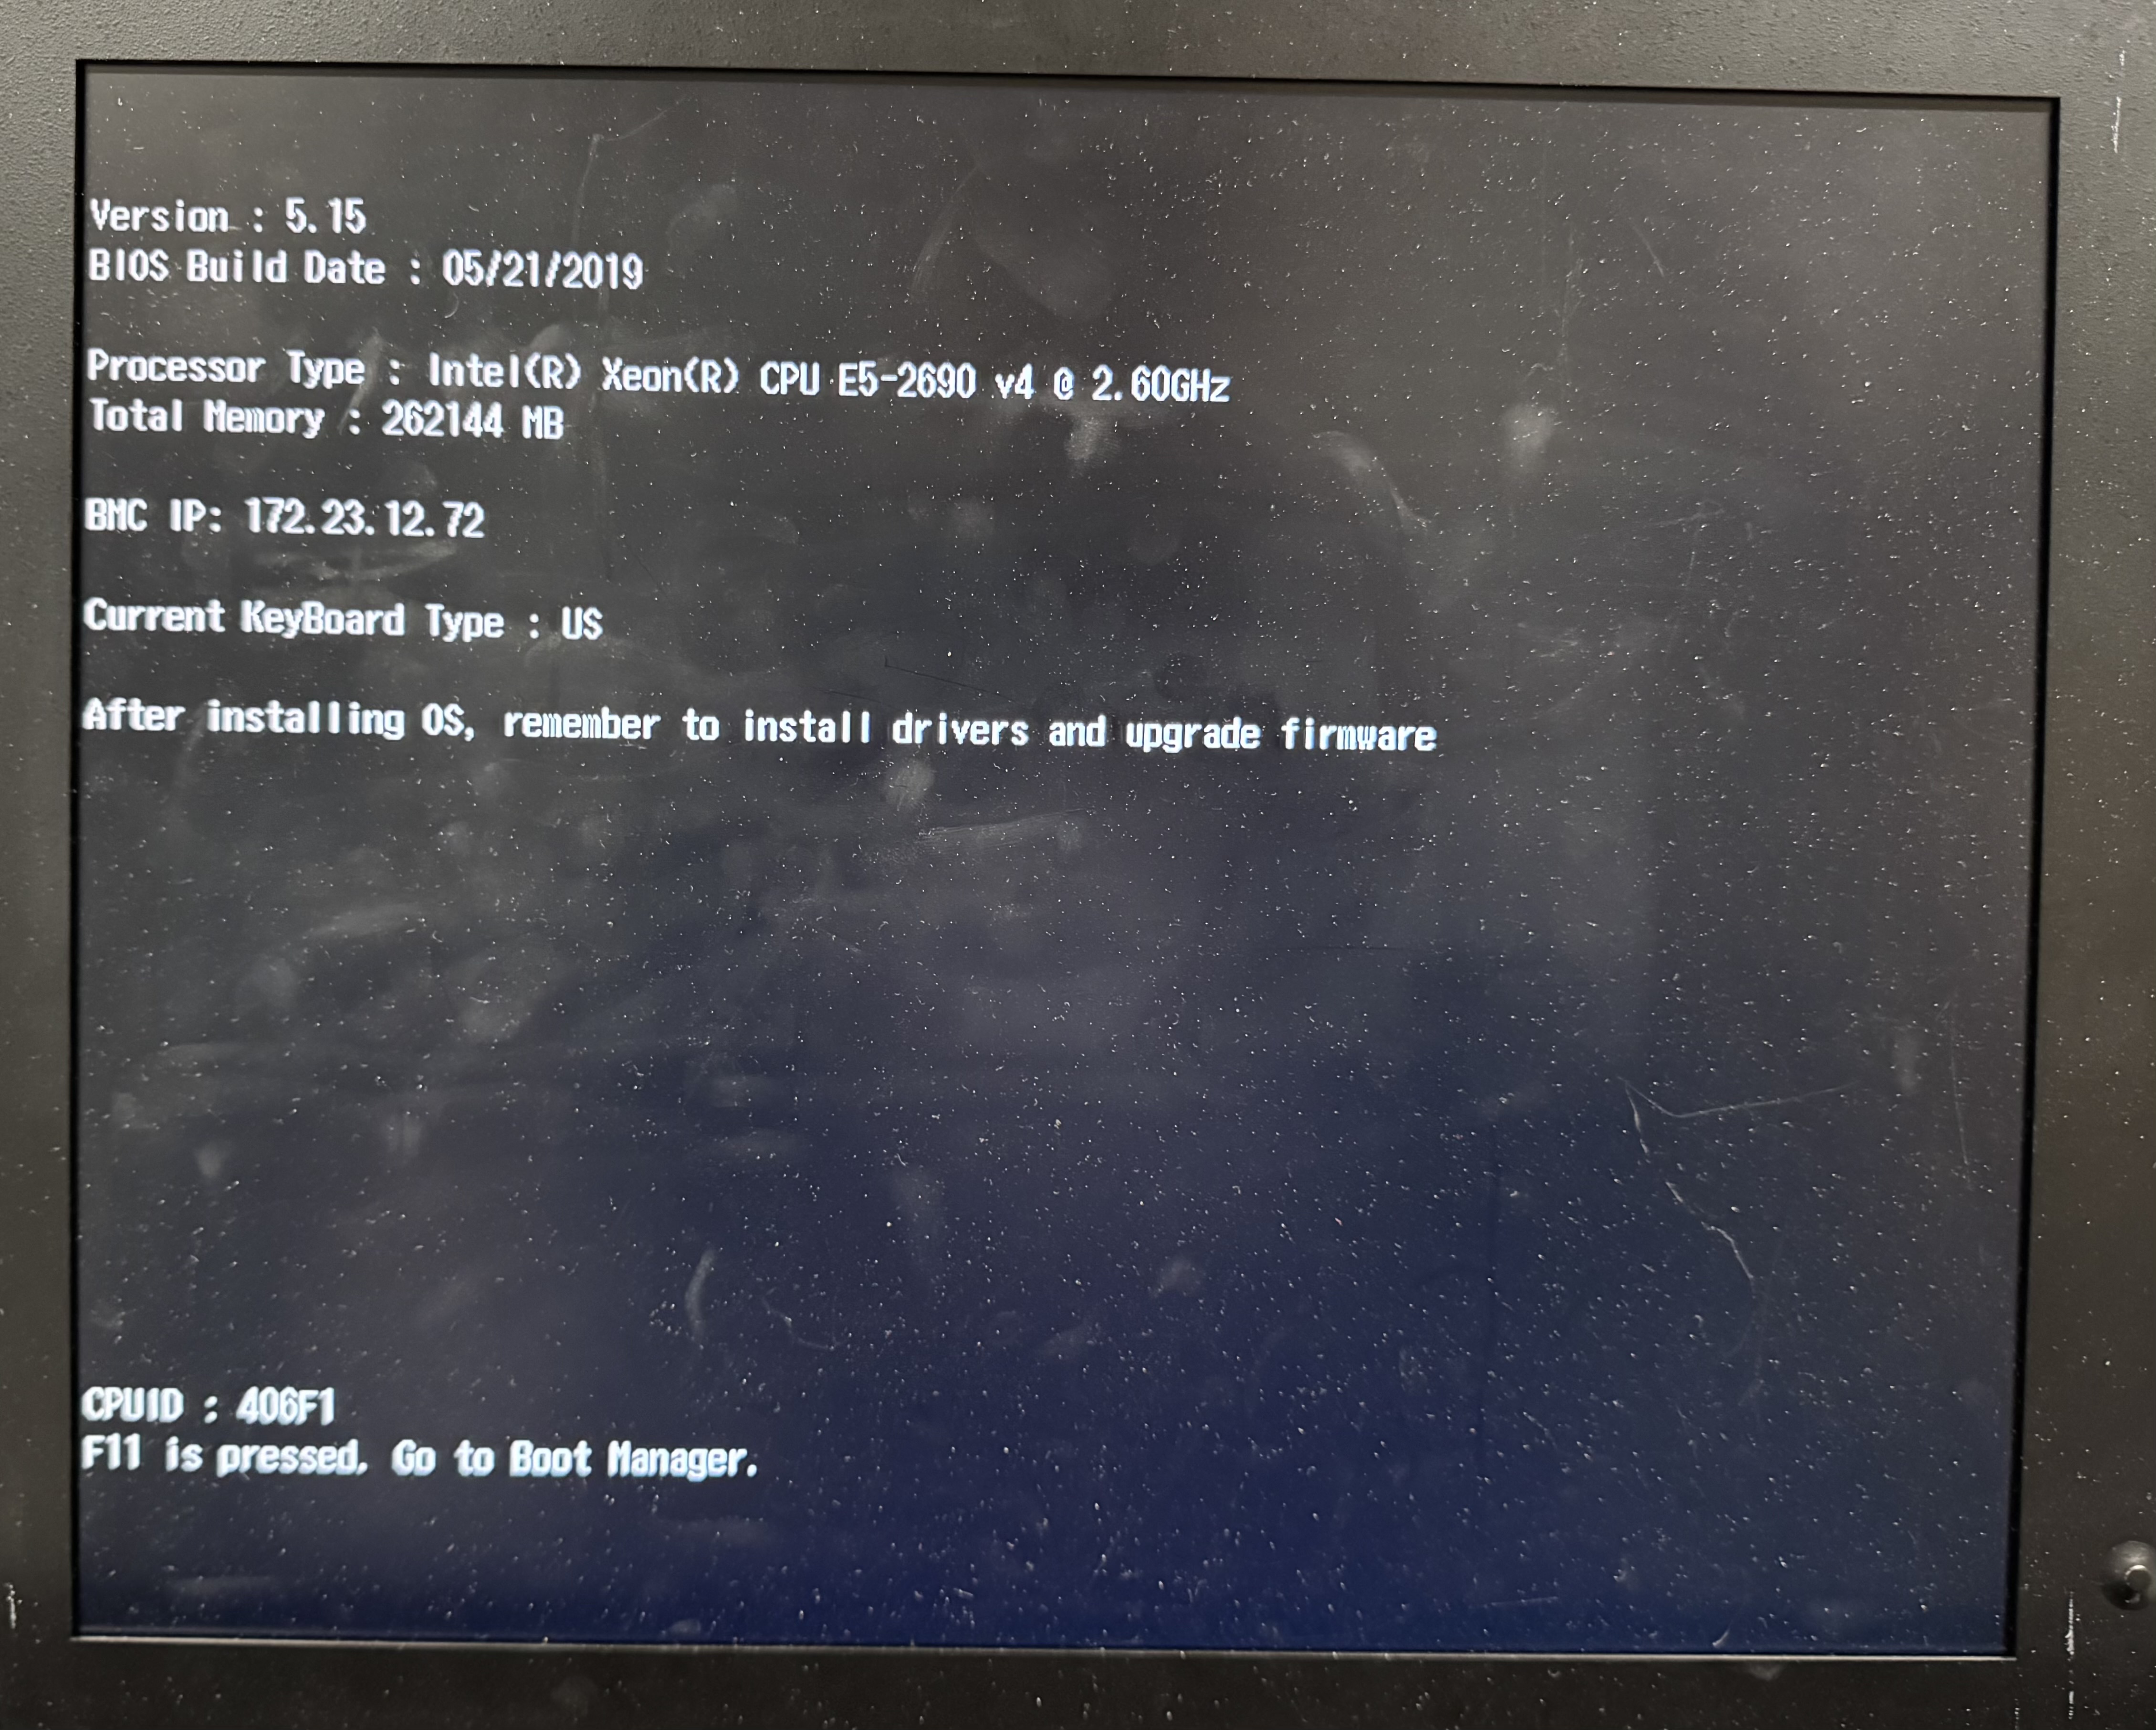 Version : 5.15
BIOS Build Date : 05/21/2019
Processor Type : Intel(R) Xeon(R) CPU E5-2690 v4 @ 2.60GHz
Total Memory : 262144 MB
BMC IP: 172.23.12.72
Current KeyBoard Type : US
After installing OS, remember to install drivers and upgrade firmware
CPUID : 406F1
F11 is pressed. Go to Boot Manager.